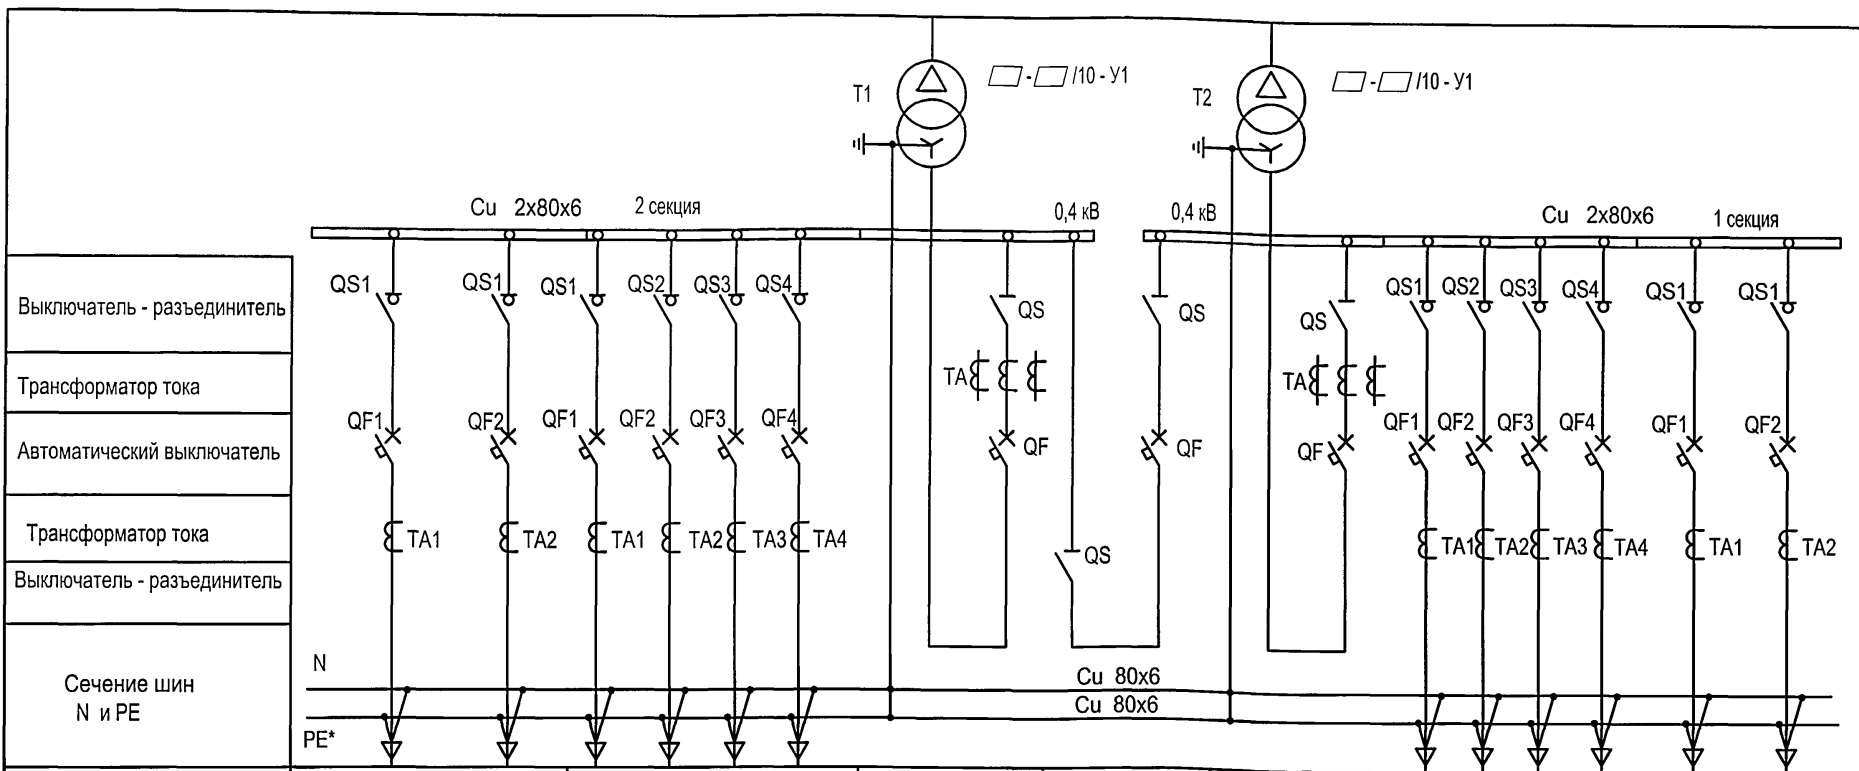 T1
/10 - У1
T2
/10 - У1
Cu 2x80x6 2 секция 0,4 кВ 0,4 кВ Cu 2x80x6 1 секция
Выключатель - разъединитель
QS1 QS1 QS1 QS2 QS3 QS4 QS QS QS QS1 QS2 QS3 QS4 QS1 QS1
Трансформатор тока
TA TA
Автоматический выключатель
QF1 QF2 QF1 QF2 QF3 QF4 QF QF QF QF1 QF2 QF3 QF4 QF1 QF2
Трансформатор тока
TA1 TA2 TA1 TA2 TA3 TA4 TA1 TA2 TA3 TA4 TA1 TA2
Выключатель - разъединитель
QS
Сечение шин
N и PE
N
Cu 80x6
Cu 80x6
PE*